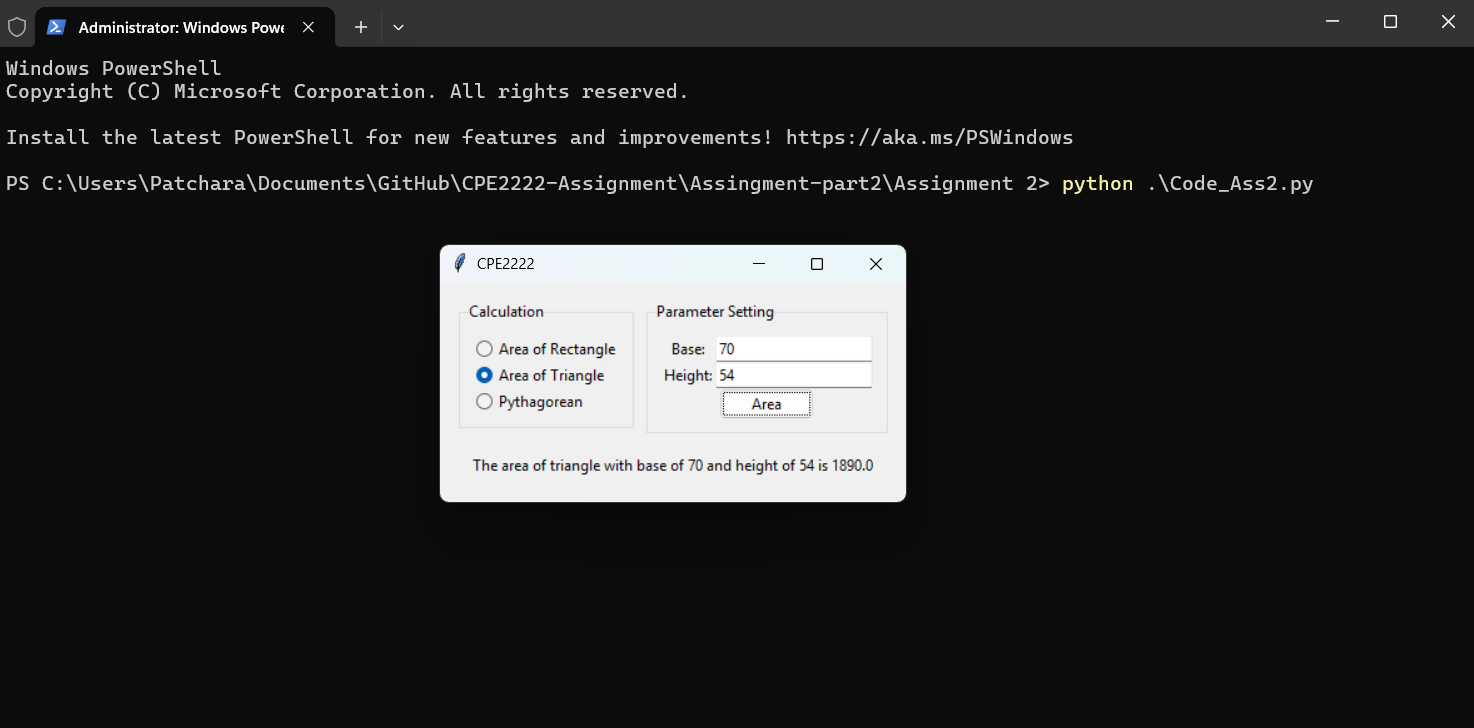 Administrator: Windows Powe
Windows PowerShell
Copyright (C) Microsoft Corporation. All rights reserved.
Install the latest PowerShell for new features and improvements! https://aka.ms/PSWindows
PS C:\Users\Patchara\Documents\GitHub\CPE2222-Assignment\Assingment-part2\Assignment 2> python .\Code_Ass2.py
CPE2222
Calculation
Area of Rectangle
Area of Triangle
Pythagorean
Parameter Setting
Base: 70
Height: 54
Area
The area of triangle with base of 70 and height of 54 is 1890.0